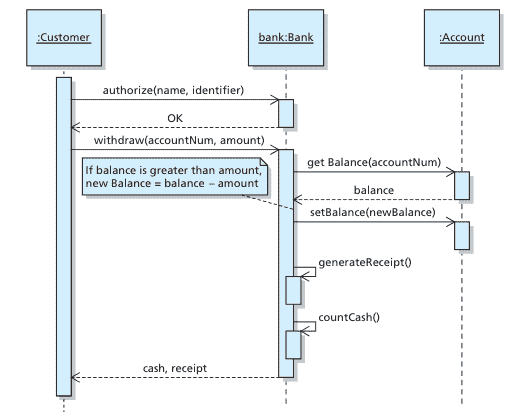 :Customer
bank:Bank
:Account
authorize(name, identifier)
OK
withdraw(accountNum, amount)
If balance is greater than amount,
new Balance = balance – amount
get Balance(accountNum)
balance
setBalance(newBalance)
generateReceipt()
countCash()
cash, receipt